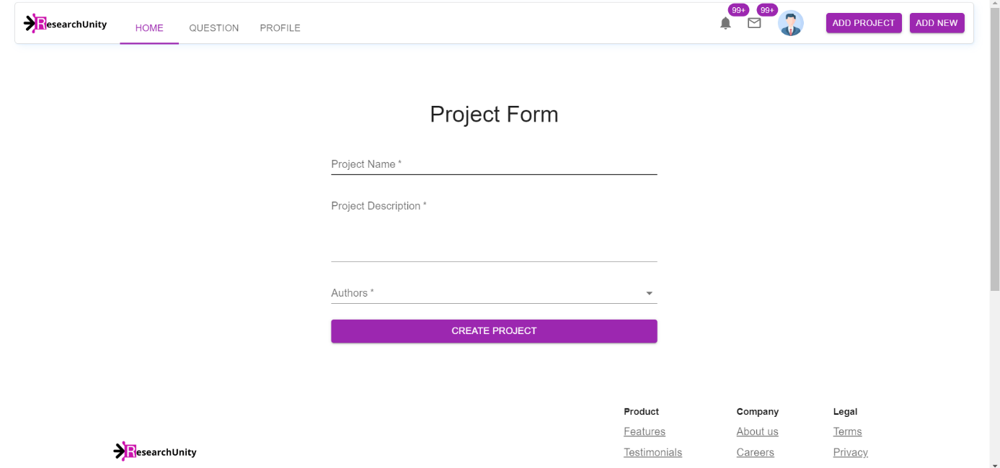 ResearchUnity HOME QUESTION PROFILE 99+ 99+ ADD PROJECT ADD NEW
Project Form
Project Name *
Project Description *
Authors *
CREATE PROJECT
Product Company Legal
Features About us Terms
ResearchUnity Testimonials Careers Privacy